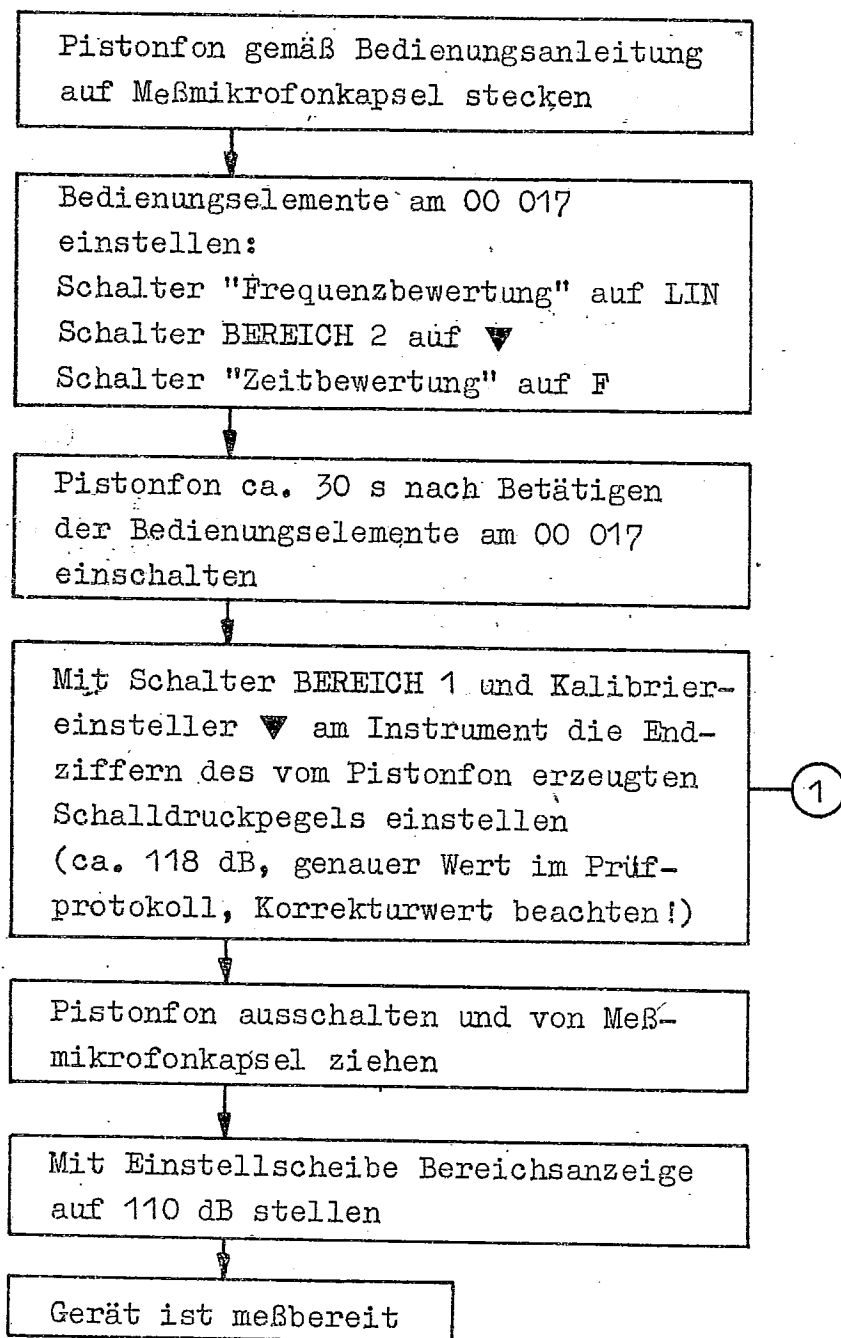 Pistonfon gemäß Bedienungsanleitung
auf Meßmikrofonkapsel stecken
Bedienungselemente am 00 017
einstellen:
Schalter "Frequenzbewertung" auf LIN
Schalter BEREICH 2 auf ▼
Schalter "Zeitbewertung" auf F
Pistonfon ca. 30 s nach Betätigen
der Bedienungselemente am 00 017
einschalten
Mit Schalter BEREICH 1 und Kalibrier-
einsteller ▼ am Instrument die End-
ziffern des vom Pistonfon erzeugten
Schalldruckpegels einstellen
(ca. 118 dB, genauer Wert im Prüf-
protokoll, Korrekturwert beachten!)
1
Pistonfon ausschalten und von Meß-
mikrofonkapsel ziehen
Mit Einstellscheibe Bereichsanzeige
auf 110 dB stellen
Gerät ist meßbereit